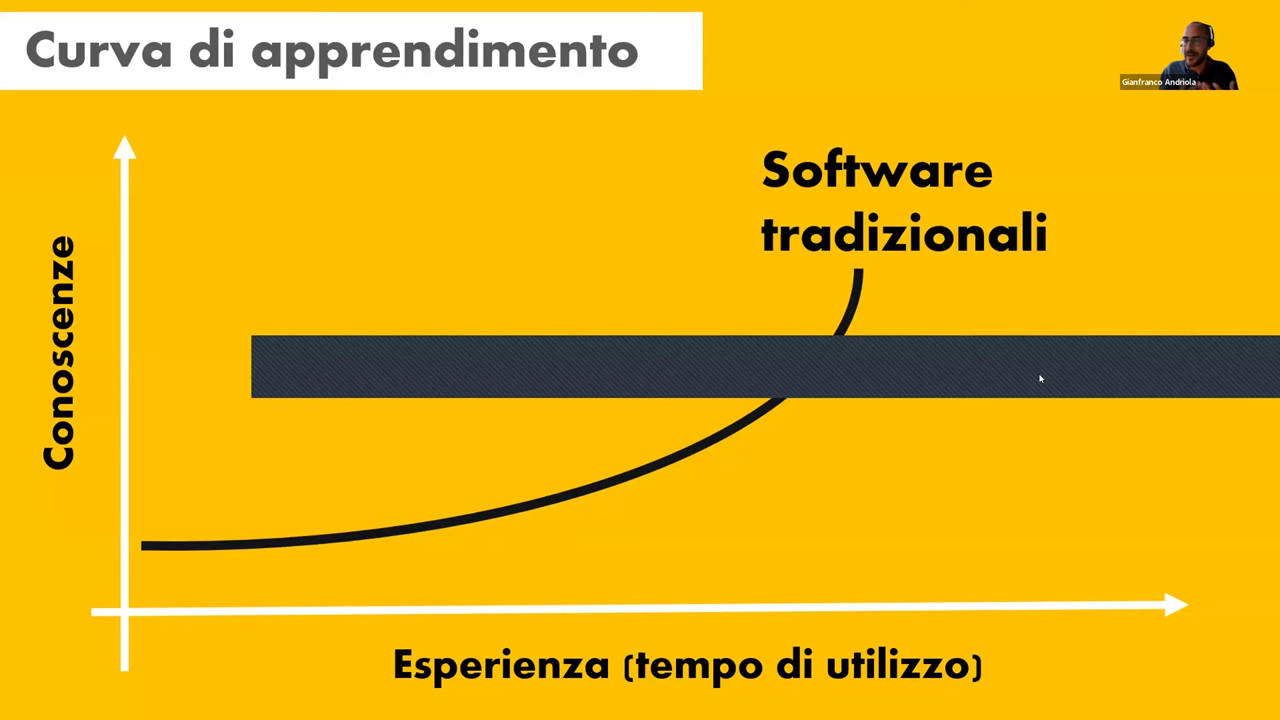 Curva di apprendimento
Gianfranco Andriola
Software
tradizionali
Conoscenze
Esperienza (tempo di utilizzo)